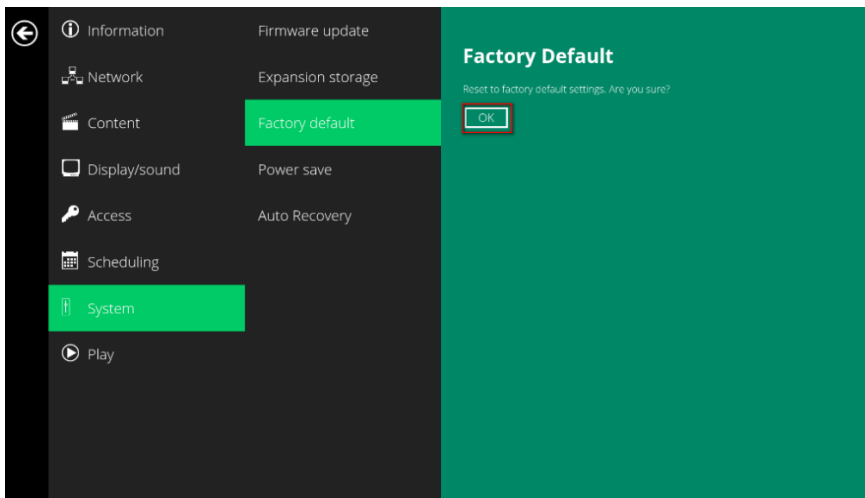 Information
Network
Content
Display/sound
Access
Scheduling
System
Play
Firmware update
Expansion storage
Factory default
Power save
Auto Recovery
Factory Default
Reset to factory default settings. Are you sure?
OK